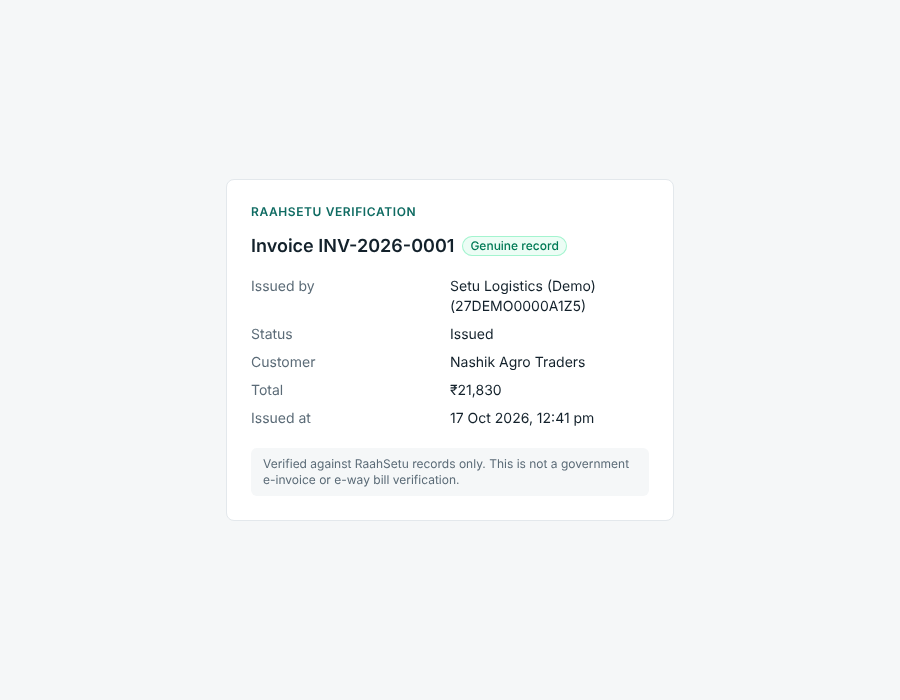 RAAHSETU VERIFICATION
Invoice INV-2026-0001 Genuine record
Issued by Setu Logistics (Demo)
(27DEMO0000A1Z5)
Status Issued
Customer Nashik Agro Traders
Total ₹21,830
Issued at 17 Oct 2026, 12:41 pm
Verified against RaahSetu records only. This is not a government
e-invoice or e-way bill verification.